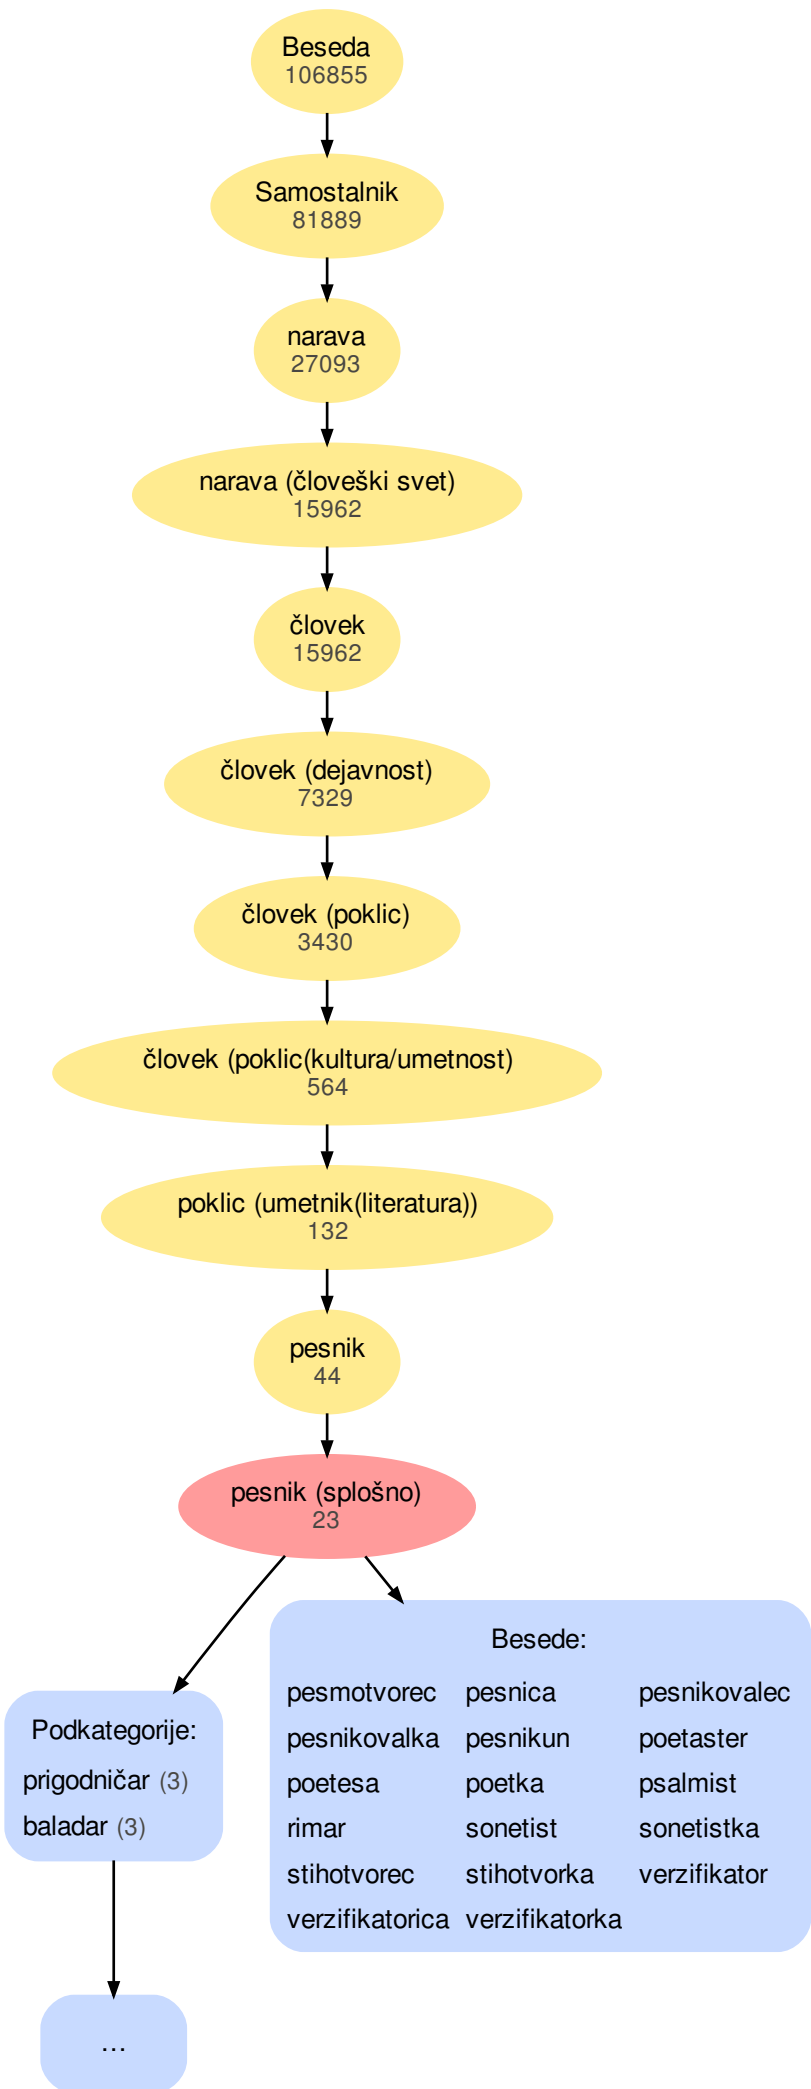 Beseda
106855
Samostalnik
81889
narava
27093
narava (človeški svet)
15962
človek
15962
človek (dejavnost)
7329
človek (poklic)
3430
človek (poklic(kultura/umetnost)
564
poklic (umetnik(literatura))
132
pesnik
44
pesnik (splošno)
23
Podkategorije:
prigodničar (3)
baladar (3)
...
Besede:
pesmotvorec pesnica pesnikovalec
pesnikovalka pesnikun poetaster
poetesa poetka psalmist
rimar sonetist sonetistka
stihotvorec stihotvorka verzifikator
verzifikatorica verzifikatorka